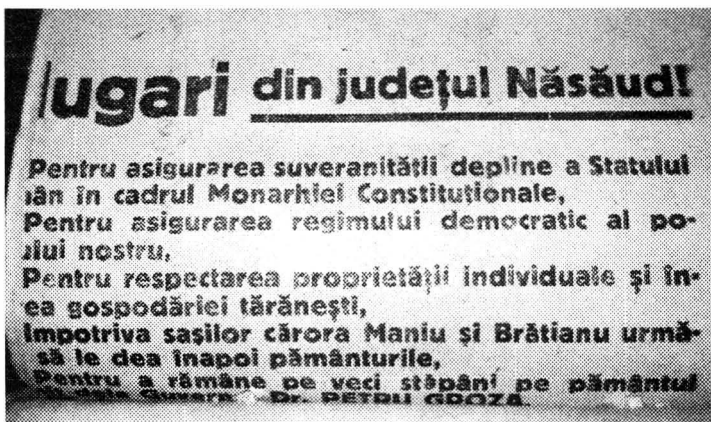 lugari din județul Năsăud!
Pentru asigurarea suveranității depline a Statului
ân în cadrul Monarhiei Constituționale,
Pentru asigurarea regimului democratic al po-
ului nostru,
Pentru respectarea proprietății individuale și în-
ea gospodăriei țărănești,
Impotriva sașilor cărora Maniu și Brătianu urmă-
să le dea înapoi pământurile,
Pentru a rămâne pe veci stăpâni pe pământul
Dr. PETRU GROZA